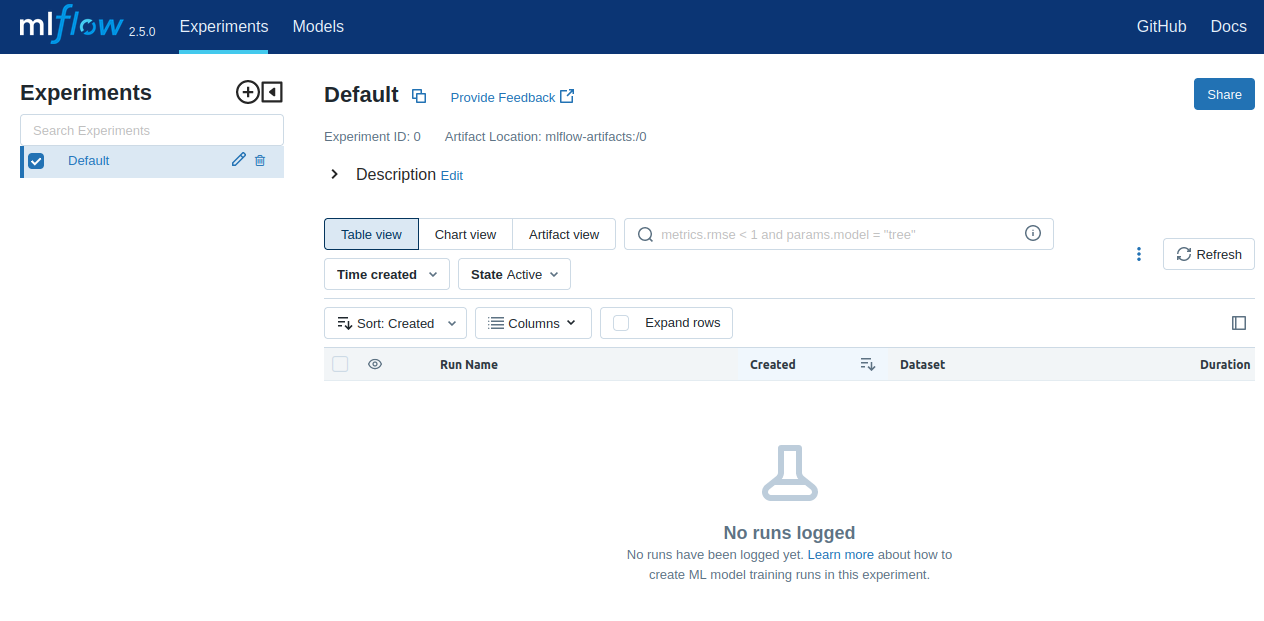 mlflow 2.5.0 Experiments Models GitHub Docs
Experiments
Search Experiments
Default
Default Provide Feedback Share
Experiment ID: 0 Artifact Location: mlflow-artifacts:/0
Description Edit
Table view Chart view Artifact view metrics.rmse < 1 and params.model = "tree"
Refresh
Time created State Active
Sort: Created Columns Expand rows
Run Name Created Dataset Duration
No runs logged
No runs have been logged yet. Learn more about how to
create ML model training runs in this experiment.